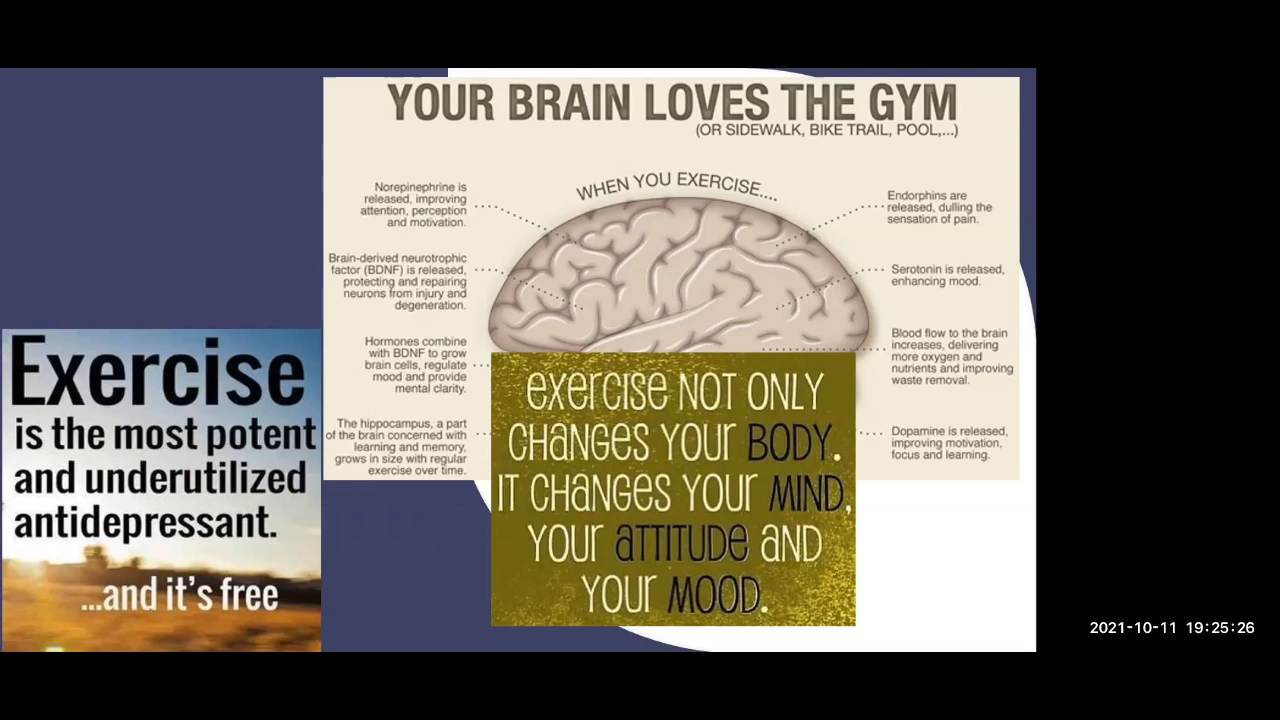 YOUR BRAIN LOVES THE GYM
(OR SIDEWALK, BIKE TRAIL, POOL,...)
WHEN YOU EXERCISE....
Norepinephrine is
released, improving
attention, perception
and motivation.
Brain-derived neurotrophic
factor (BDNF) is released,
protecting and repairing
neurons from injury and
degeneration.
Hormones combine
with BDNF to grow
brain cells, regulate
mood and provide
mental clarity.
The hippocampus, a part
of the brain concerned with
learning and memory,
grows in size with regular
exercise over time.
Endorphins are
released, dulling the
sensation of pain.
Serotonin is released,
enhancing mood.
Blood flow to the brain
increases, delivering
more oxygen and
nutrients and improving
waste removal.
Dopamine is released,
improving motivation,
focus and learning.
Exercise
is the most potent
and underutilized
antidepressant.
...and it's free
exercise NOT ONLY
CHANGES YOUR BODY.
IT CHANGES YOUR MIND,
YOUR ATTITUDE AND
YOUR MOOD.
2021-10-11 19:25:26